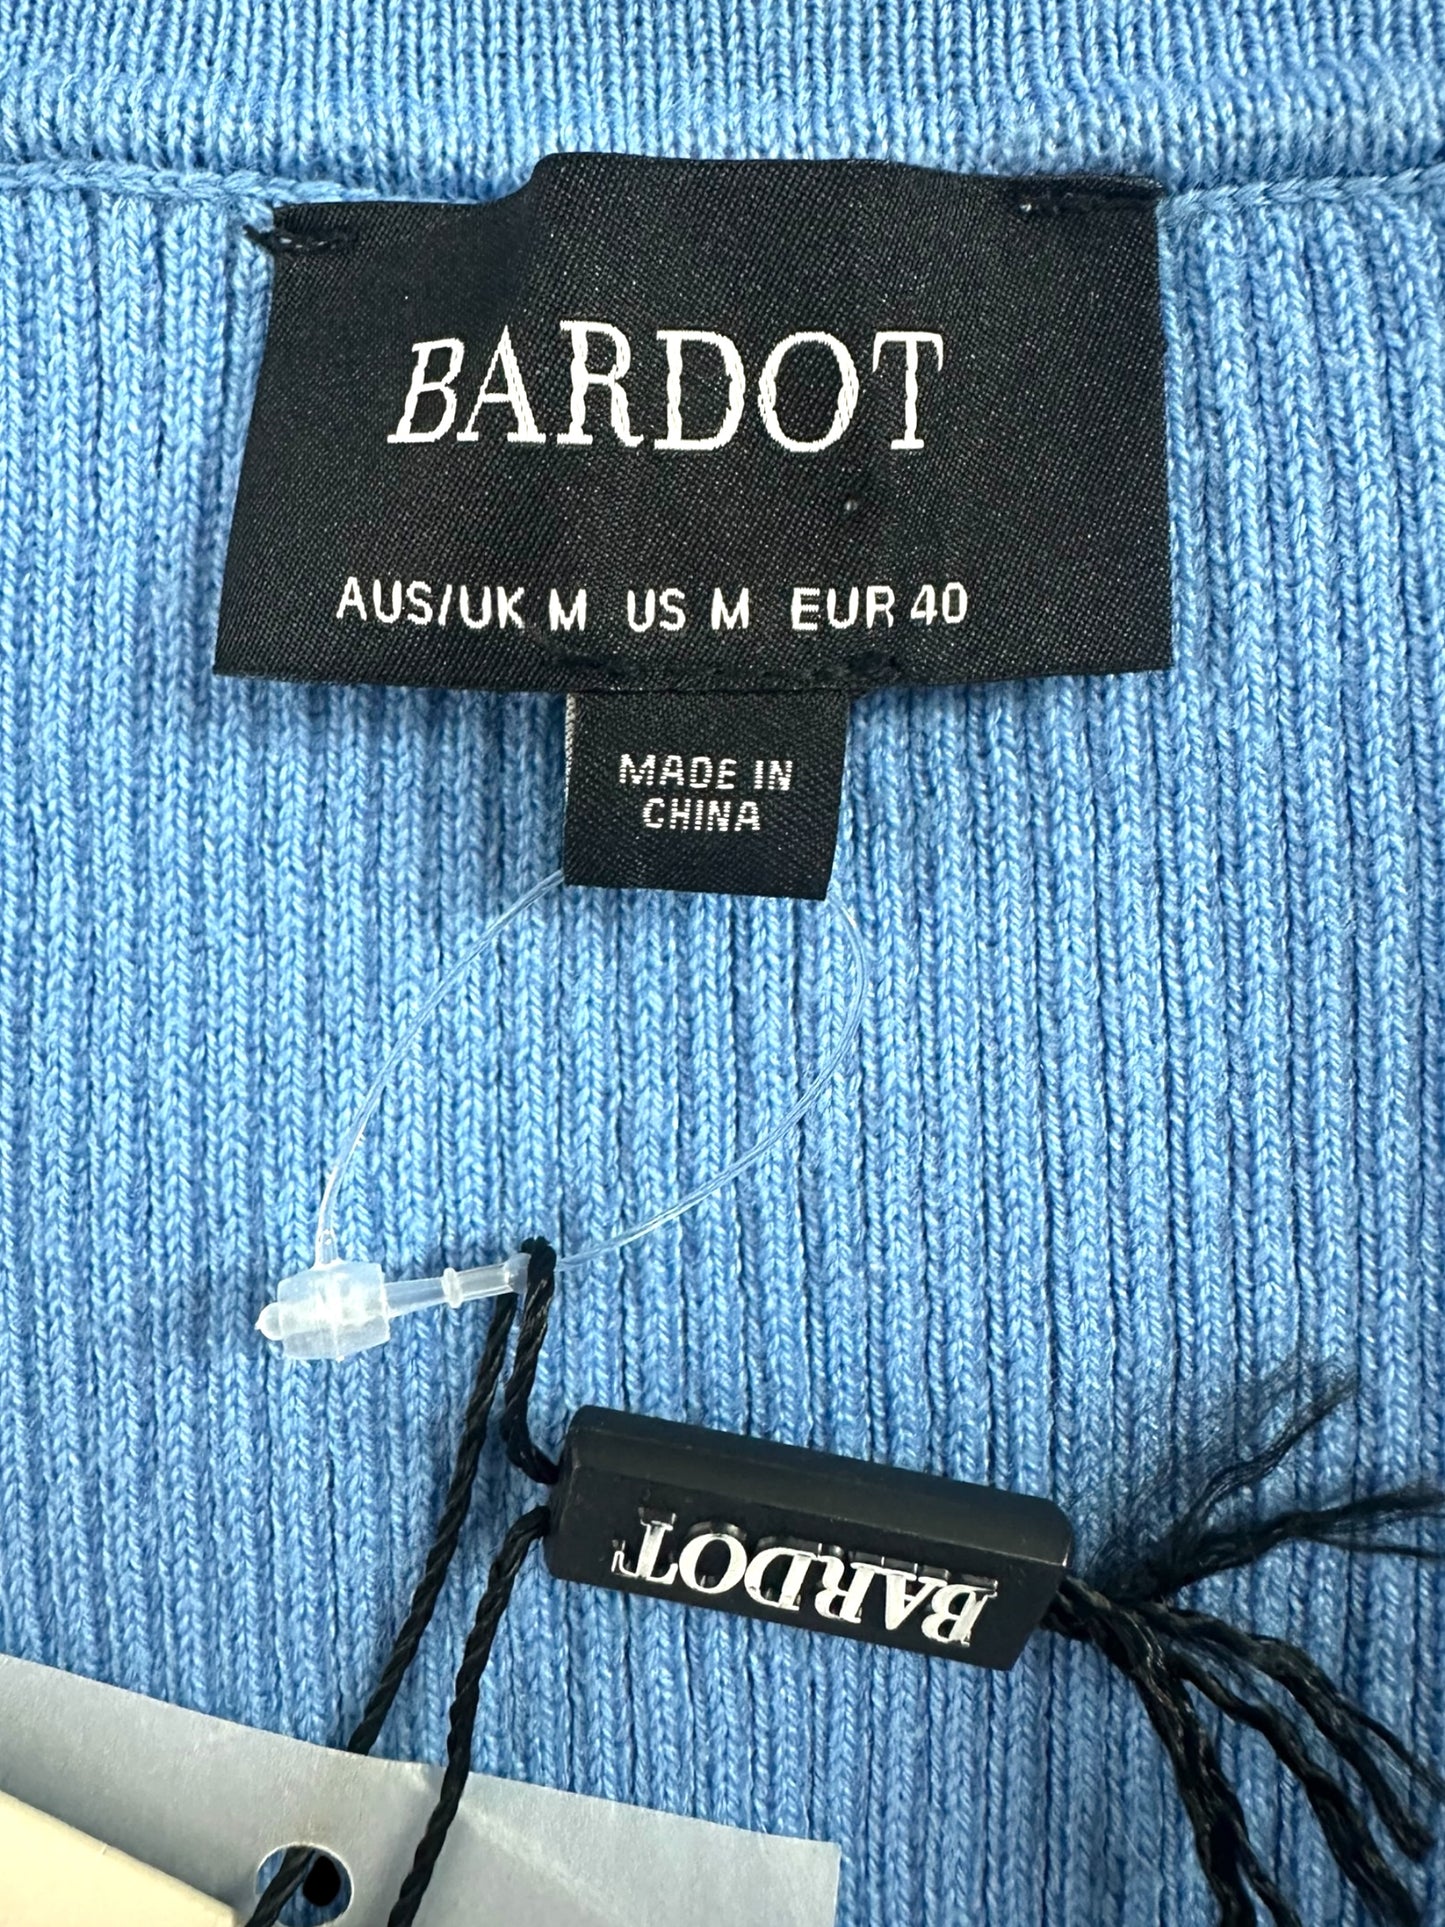 BARDOT
AUS/UK M US M EUR 40
MADE IN
CHINA
BARDOT